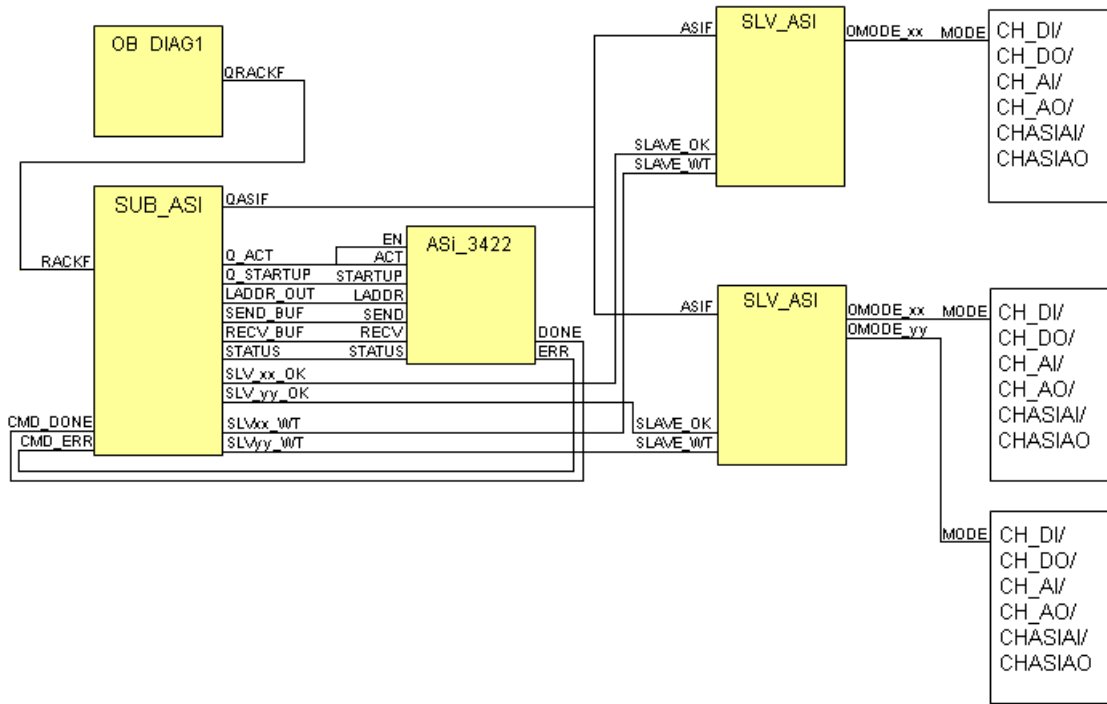 OB_DIAG1
QRACKF
SUB_ASI
RACKF
QASIF
Q_ACT
Q_STARTUP
LADDR_OUT
SEND_BUF
RECV_BUF
STATUS
SLV_xx_OK
SLV_yy_OK
SLVxx_WT
SLVyy_WT
CMD_DONE
CMD_ERR
ASi_3422
EN
ACT
STARTUP
LADDR
SEND
RECV
STATUS
DONE
ERR
SLV_ASI
ASIF
SLAVE_OK
SLAVE_WT
OMODE_xx
MODE
CH_DI/
CH_DO/
CH_AI/
CH_AO/
CHASIAI/
CHASIAO
SLV_ASI
ASIF
SLAVE_OK
SLAVE_WT
OMODE_xx
OMODE_yy
MODE
CH_DI/
CH_DO/
CH_AI/
CH_AO/
CHASIAI/
CHASIAO
MODE
CH_DI/
CH_DO/
CH_AI/
CH_AO/
CHASIAI/
CHASIAO